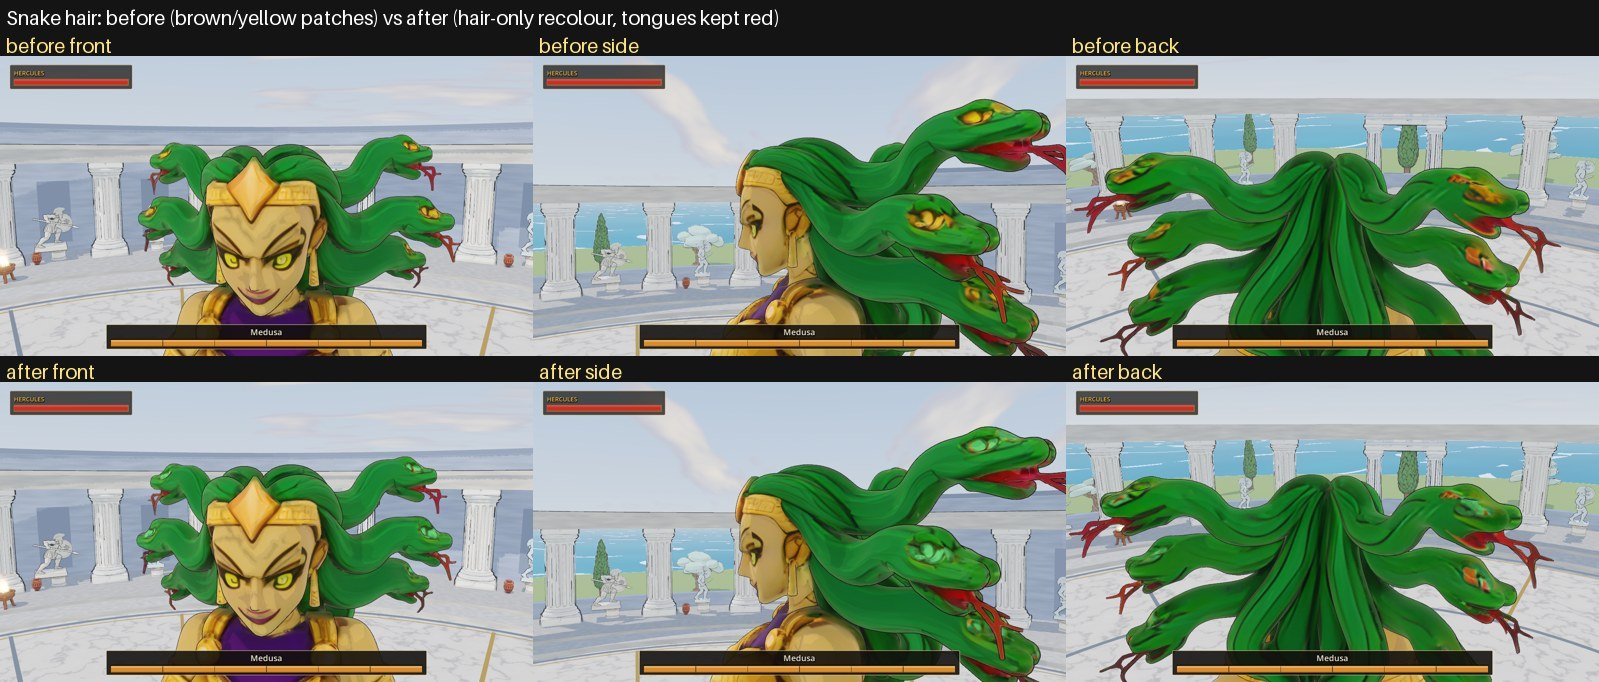 Snake hair: before (brown/yellow patches) vs after (hair-only recolour, tongues kept red)
before front
before side
before back
HERCULES
HERCULES
HERCULES
Medusa
Medusa
Medusa
after front
after side
after back
HERCULES
HERCULES
HERCULES
Medusa
Medusa
Medusa